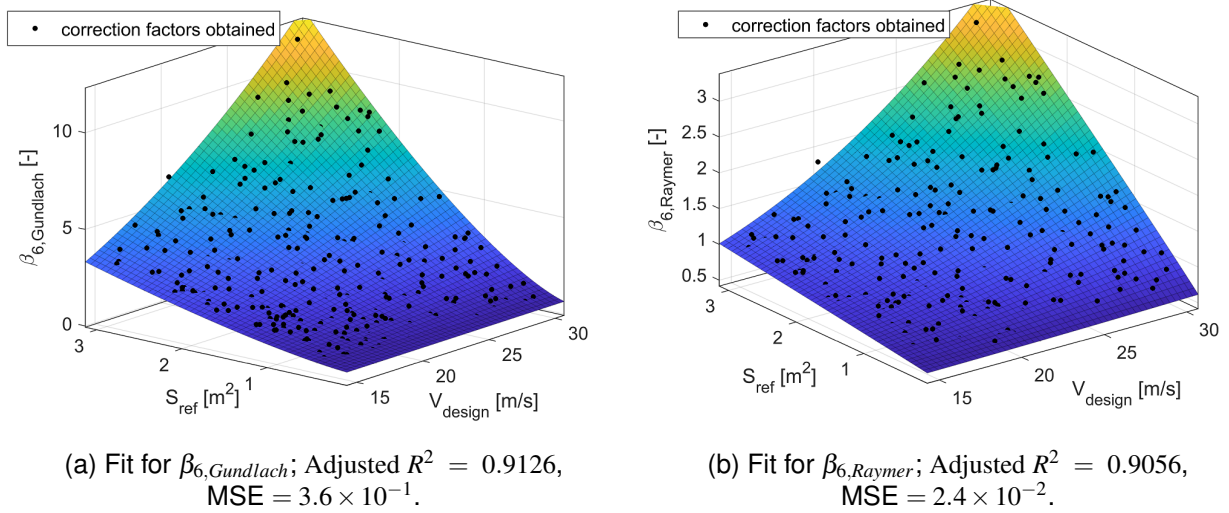 correction factors obtained
10
5
0
β6,Gundlach [-]
3
2
1
Sref [m²]
15
20
25
30
Vdesign [m/s]
(a) Fit for β6,Gundlach; Adjusted R² = 0.9126,
MSE = 3.6 × 10⁻¹.
correction factors obtained
3
2.5
2
1.5
1
0.5
β6,Raymer [-]
3
2
1
Sref [m²]
15
20
25
30
Vdesign [m/s]
(b) Fit for β6,Raymer; Adjusted R² = 0.9056,
MSE = 2.4 × 10⁻².